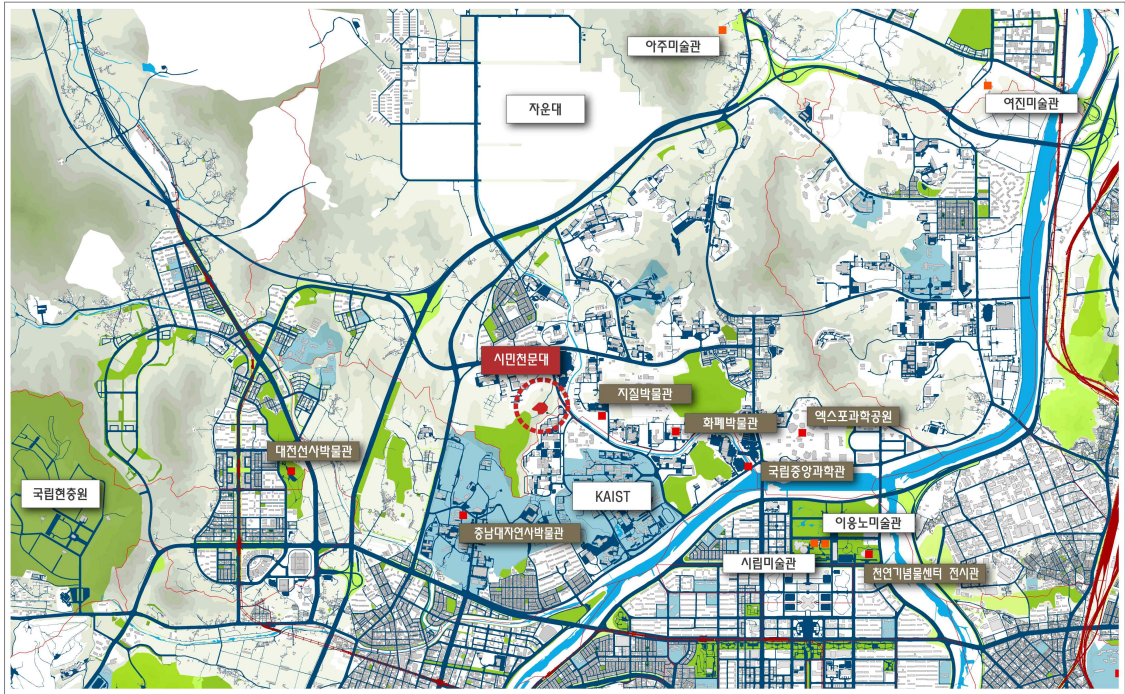 아주미술관
자운대
여진미술관
시민천문대
지질박물관
화폐박물관
엑스포과학공원
대전선사박물관
국립중앙과학관
국립현충원
KAIST
충남대자연사박물관
이응노미술관
시립미술관
천연기념물센터 전시관